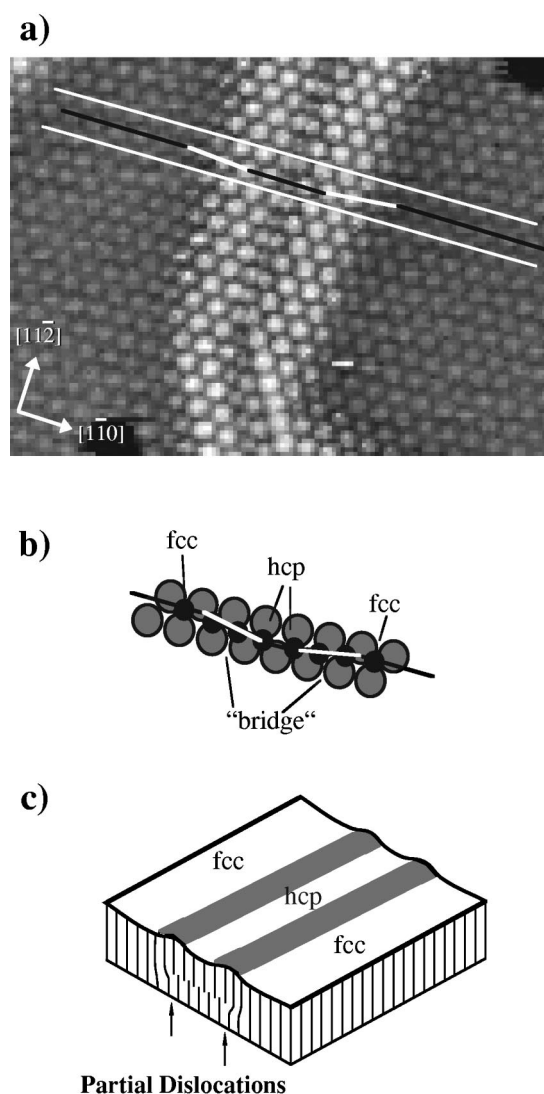 a)
[112̄]
[11̄0]
b)
fcc
hcp
fcc
“bridge“
c)
fcc
hcp
fcc
Partial Dislocations